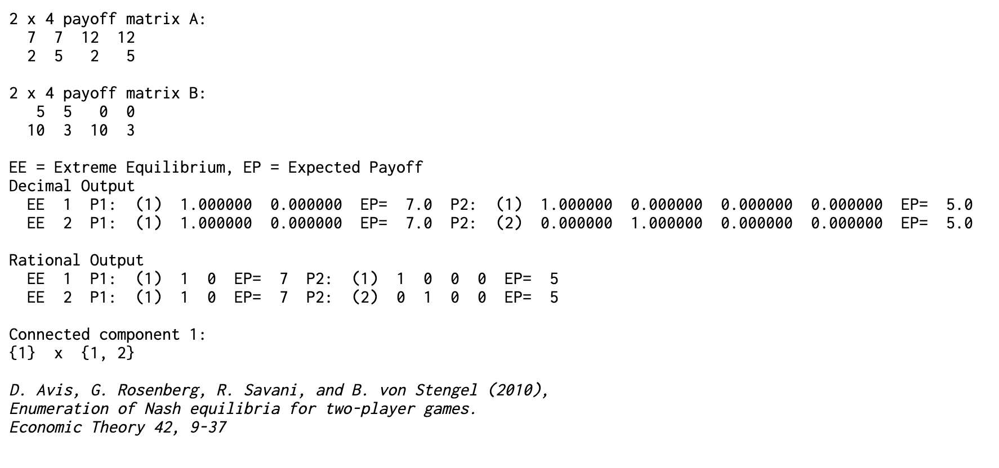 2 x 4 payoff matrix A:
7 7 12 12
2 5 2 5
2 x 4 payoff matrix B:
5 5 0 0
10 3 10 3
EE = Extreme Equilibrium, EP = Expected Payoff
Decimal Output
EE 1 P1: (1) 1.000000 0.000000 EP= 7.0 P2: (1) 1.000000 0.000000 0.000000 0.000000 EP= 5.0
EE 2 P1: (1) 1.000000 0.000000 EP= 7.0 P2: (2) 0.000000 1.000000 0.000000 0.000000 EP= 5.0
Rational Output
EE 1 P1: (1) 1 0 EP= 7 P2: (1) 1 0 0 0 EP= 5
EE 2 P1: (1) 1 0 EP= 7 P2: (2) 0 1 0 0 EP= 5
Connected component 1:
{1} x {1, 2}
D. Avis, G. Rosenberg, R. Savani, and B. von Stengel (2010),
Enumeration of Nash equilibria for two-player games.
Economic Theory 42, 9-37